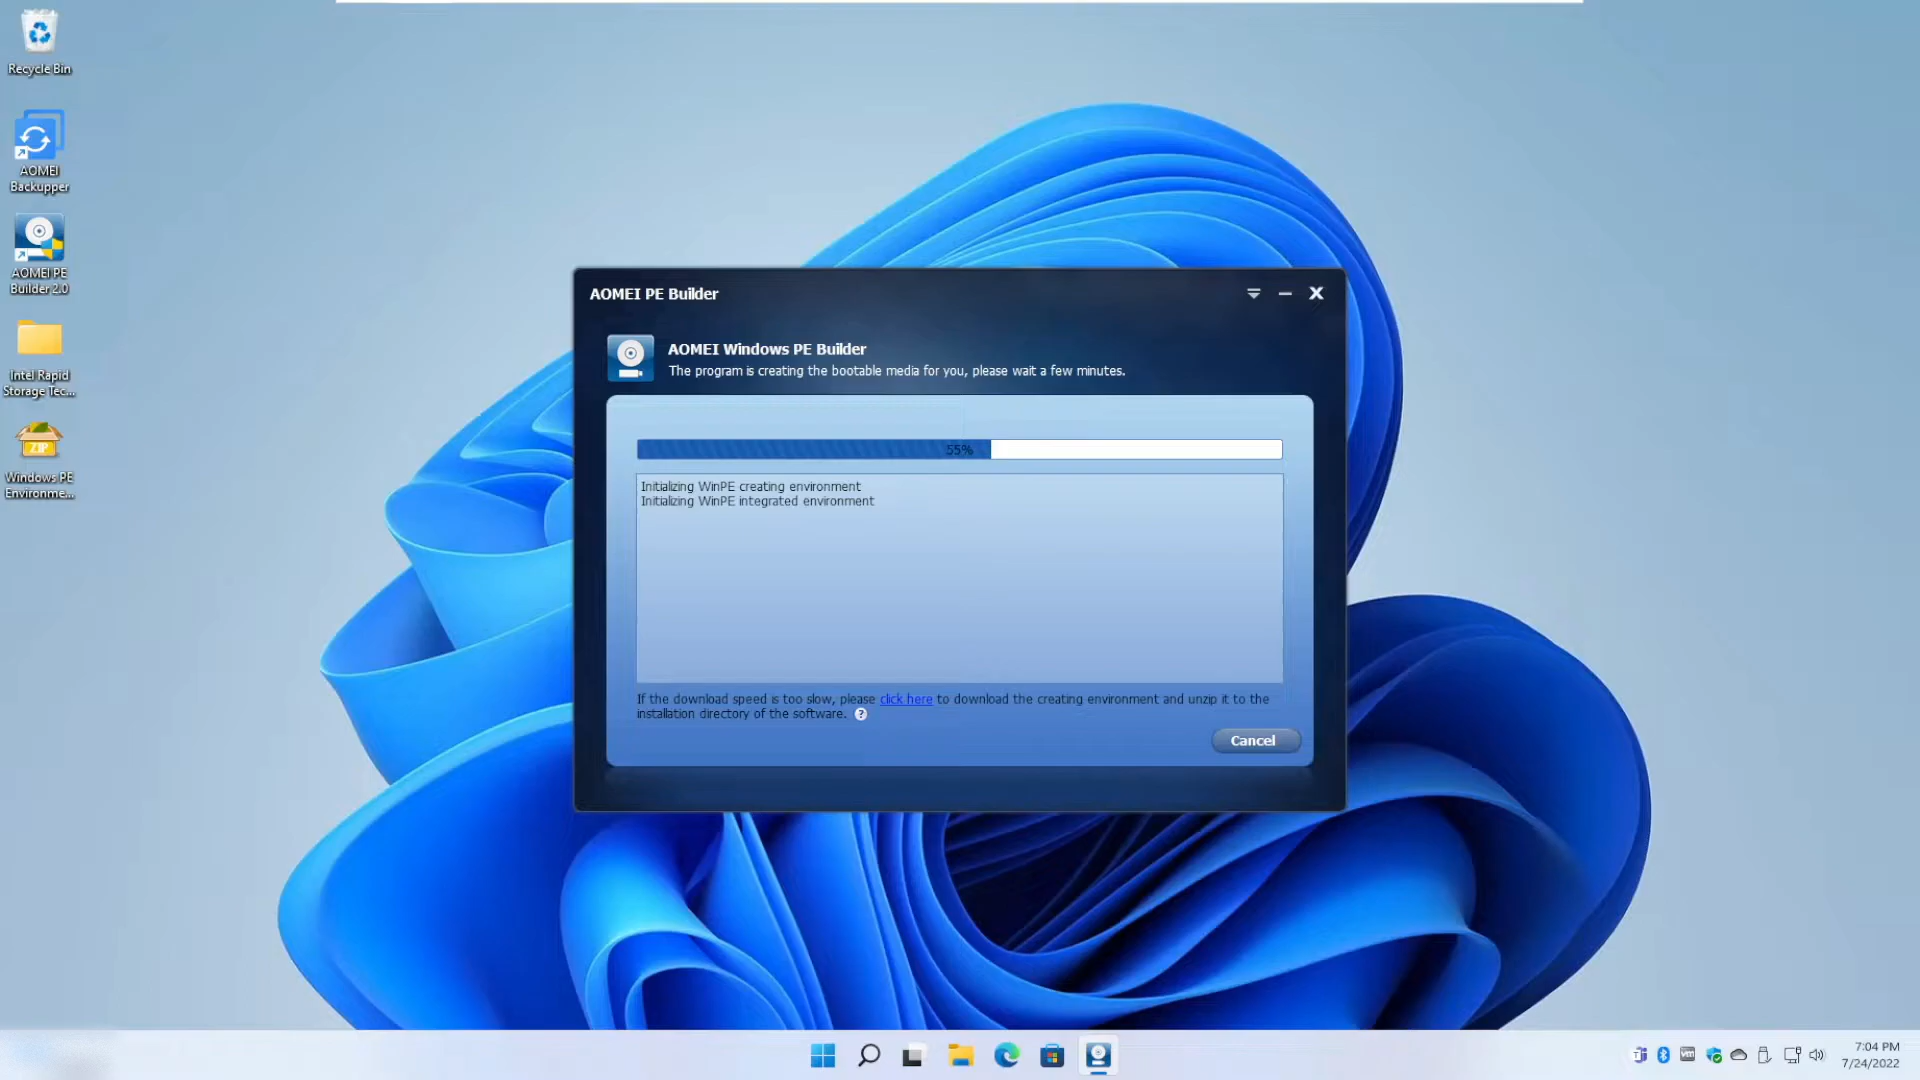 Recycle Bin
AOMEI
Backupper
AOMEI PE
Builder 2.0
Intel Rapid
Storage Tec...
ZIP
Windows PE
Environme...
AOMEI PE Builder
AOMEI Windows PE Builder
The program is creating the bootable media for you, please wait a few minutes.
55%
Initializing WinPE creating environment
Initializing WinPE integrated environment
If the download speed is too slow, please click here to download the creating environment and unzip it to the
installation directory of the software. ?
Cancel
vm
7:04 PM
7/24/2022